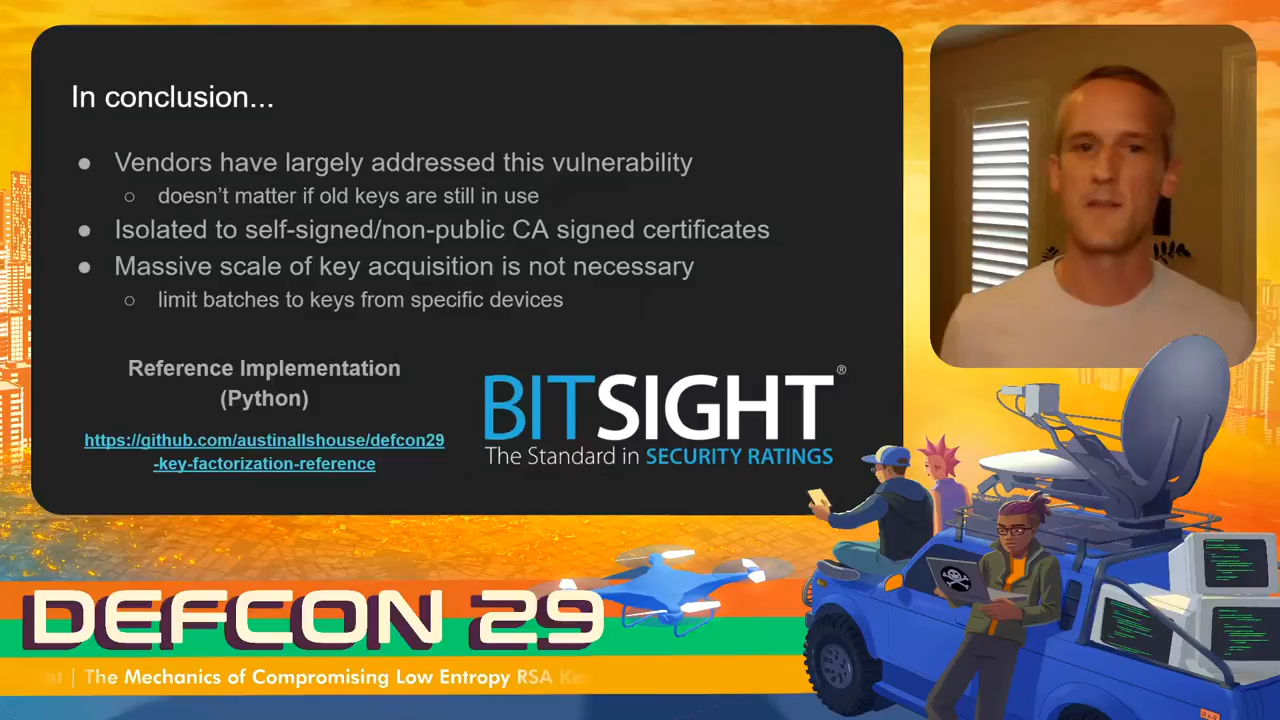 In conclusion...
● Vendors have largely addressed this vulnerability
○ doesn't matter if old keys are still in use
● Isolated to self-signed/non-public CA signed certificates
● Massive scale of key acquisition is not necessary
○ limit batches to keys from specific devices
Reference Implementation
(Python)
https://github.com/austinallshouse/defcon29
-key-factorization-reference
BITSIGHT®
The Standard in SECURITY RATINGS
DEFCON 29
| The Mechanics of Compromising Low Entropy RSA